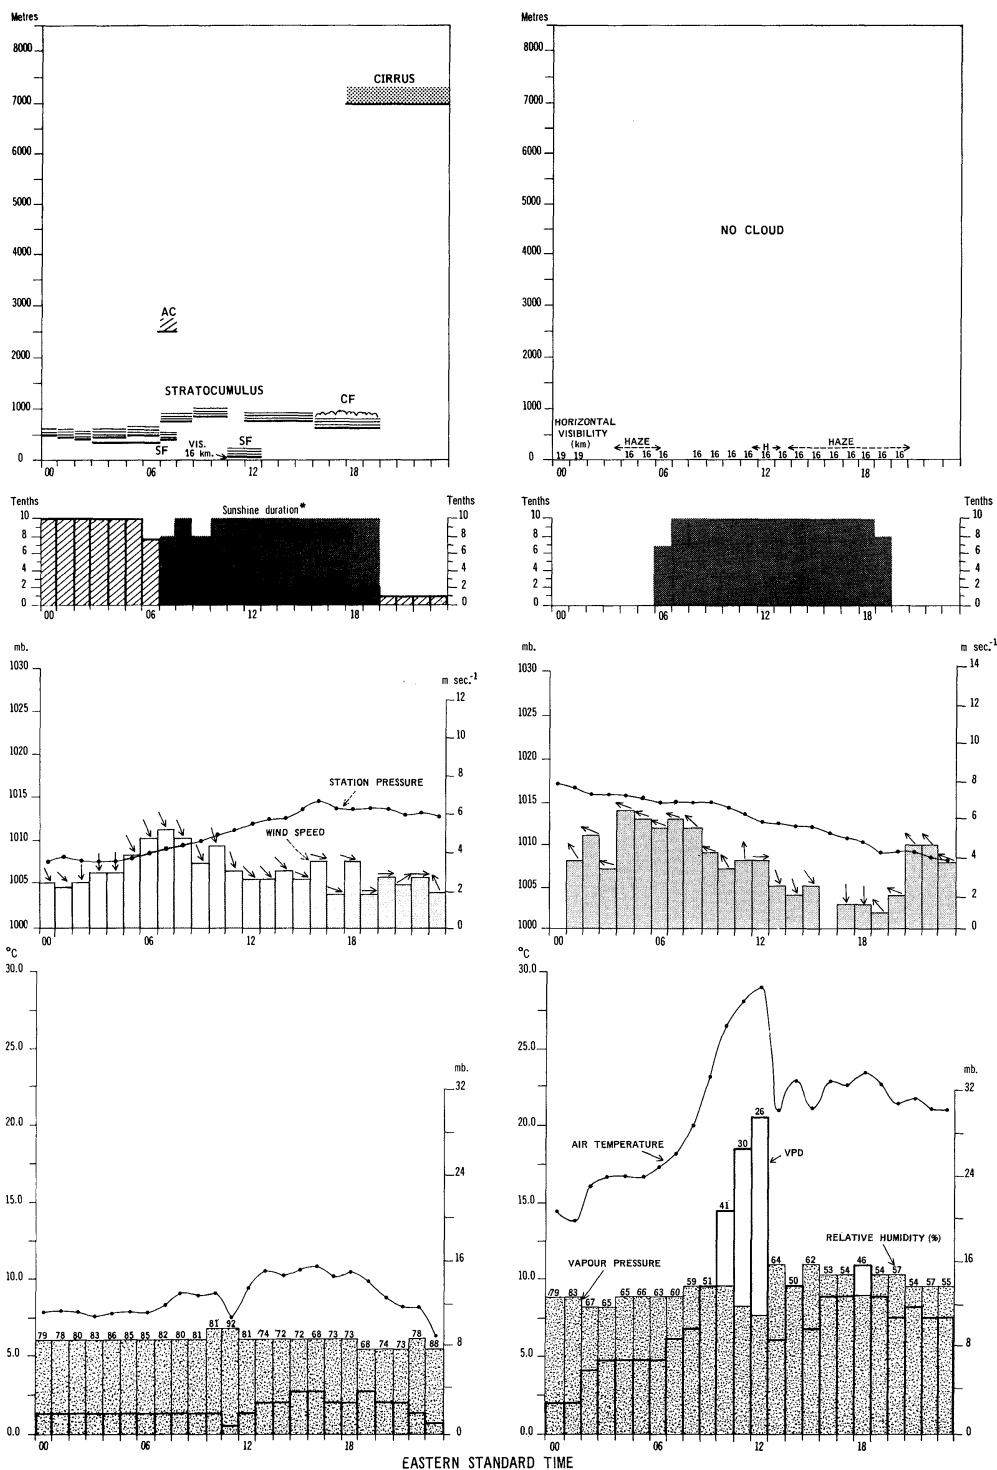 Metres
8000
7000
6000
5000
4000
3000
2000
1000
0
CIRRUS
AC
STRATOCUMULUS
CF
SF
VIS.
16 km.
SF
00 06 12 18
Metres
8000
7000
6000
5000
4000
3000
2000
1000
0
NO CLOUD
HORIZONTAL
VISIBILITY
(km)
HAZE H HAZE
19 19 16 16 16 16 16 16 16 16 16 16 16 16 16 16 16 16
00 06 12 18
Tenths Tenths
Sunshine duration*
10 10
8 8
6 6
4 4
2 2
0 0
00 06 12 18
Tenths Tenths
10 10
8 8
6 6
4 4
2 2
0 0
00 06 12 18
mb.
1030
1025
1020
1015
1010
1005
1000
m sec.-1
12
10
8
6
4
2
0
STATION PRESSURE
WIND SPEED
00 06 12 18
mb.
1030
1025
1020
1015
1010
1005
1000
m sec.-1
14
12
10
8
6
4
2
0
00 06 12 18
°C
30.0
25.0
20.0
15.0
10.0
5.0
0.0
mb.
32
24
16
8
0
79 78 80 83 86 85 85 82 80 81 81 92 81 74 72 72 68 73 73 68 74 73 78 88
00 06 12 18
°C
30.0
25.0
20.0
15.0
10.0
5.0
0.0
mb.
32
24
16
8
0
AIR TEMPERATURE
VPD
RELATIVE HUMIDITY (%)
VAPOUR PRESSURE
79 83 67 65 65 66 63 60 59 51 41 30 26 64 50 62 53 54 46 54 57 54 57 55
00 06 12 18
EASTERN STANDARD TIME